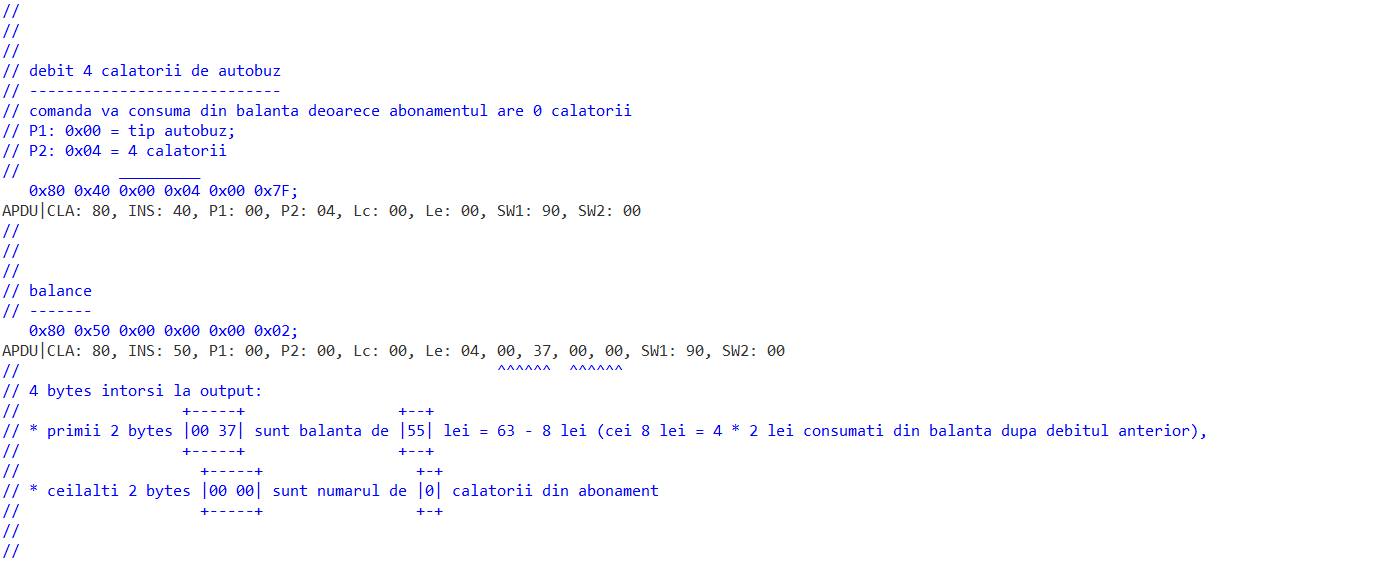 //
//
//
// debit 4 calatorii de autobuz
// ----------------------------
// comanda va consuma din balanta deoarece abonamentul are 0 calatorii
// P1: 0x00 = tip autobuz;
// P2: 0x04 = 4 calatorii
//           _________
   0x80 0x40 0x00 0x04 0x00 0x7F;
APDU|CLA: 80, INS: 40, P1: 00, P2: 04, Lc: 00, Le: 00, SW1: 90, SW2: 00
//
//
//
// balance
// -------
   0x80 0x50 0x00 0x00 0x00 0x02;
APDU|CLA: 80, INS: 50, P1: 00, P2: 00, Lc: 00, Le: 04, 00, 37, 00, 00, SW1: 90, SW2: 00
//                                                     ^^^^^^  ^^^^^^
// 4 bytes intorsi la output:
//                  +-----+                 +--+
// * primii 2 bytes |00 37| sunt balanta de |55| lei = 63 - 8 lei (cei 8 lei = 4 * 2 lei consumati din balanta dupa debitul anterior),
//                  +-----+                 +--+
//                    +-----+                 +-+
// * ceilalti 2 bytes |00 00| sunt numarul de |0| calatorii din abonament
//                    +-----+                 +-+
//
//